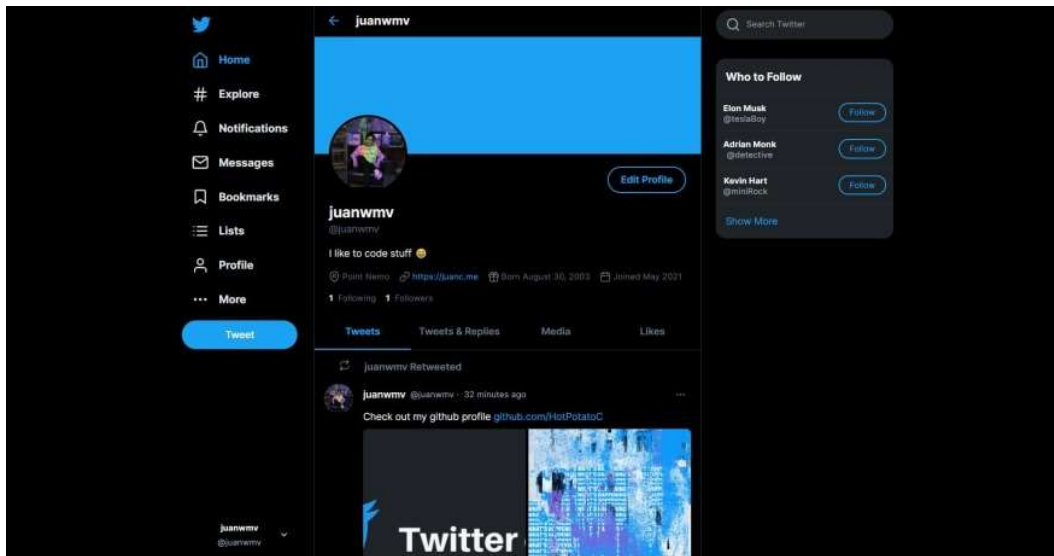 juanwmv
Home
Explore
Notifications
Messages
Bookmarks
Lists
Profile
More
Tweet
juanwmv
@juanwmv
Edit Profile
juanwmv
@juanwmv
I like to code stuff 😄
Point Nemo https://juanc.me Born August 30, 2003 Joined May 2021
1 Following 1 Followers
Tweets Tweets & Replies Media Likes
juanwmv Retweeted
juanwmv @juanwmv · 32 minutes ago
Check out my github profile github.com/HotPotatoC
Twitter
Search Twitter
Who to Follow
Elon Musk
@teslaBoy
Follow
Adrian Monk
@detective
Follow
Kevin Hart
@miniRock
Follow
Show More